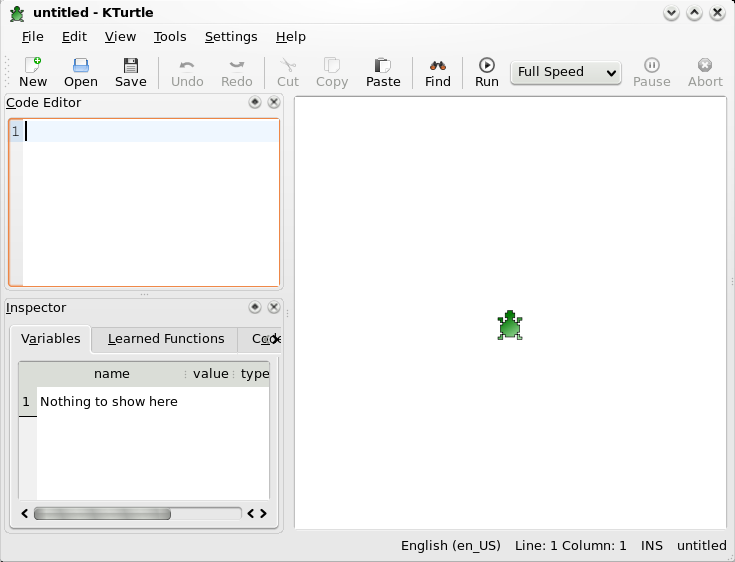 untitled - KTurtle
File Edit View Tools Settings Help
New Open Save Undo Redo Cut Copy Paste Find Run Full Speed Pause Abort
Code Editor
1
Inspector
Variables Learned Functions
name value type
1 Nothing to show here
English (en_US) Line: 1 Column: 1 INS untitled